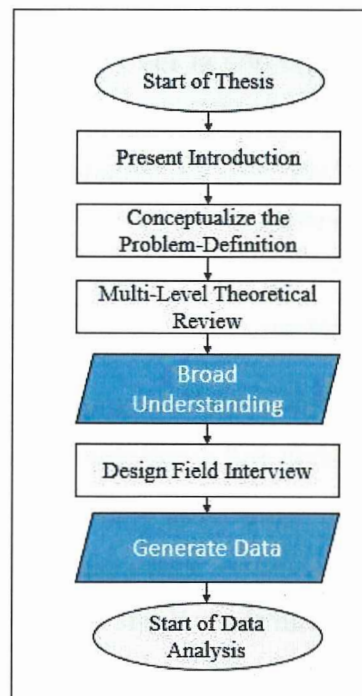 Start of Thesis
Present Introduction
Conceptualize the
Problem-Definition
Multi-Level Theoretical
Review
Broad
Understanding
Design Field Interview
Generate Data
Start of Data
Analysis